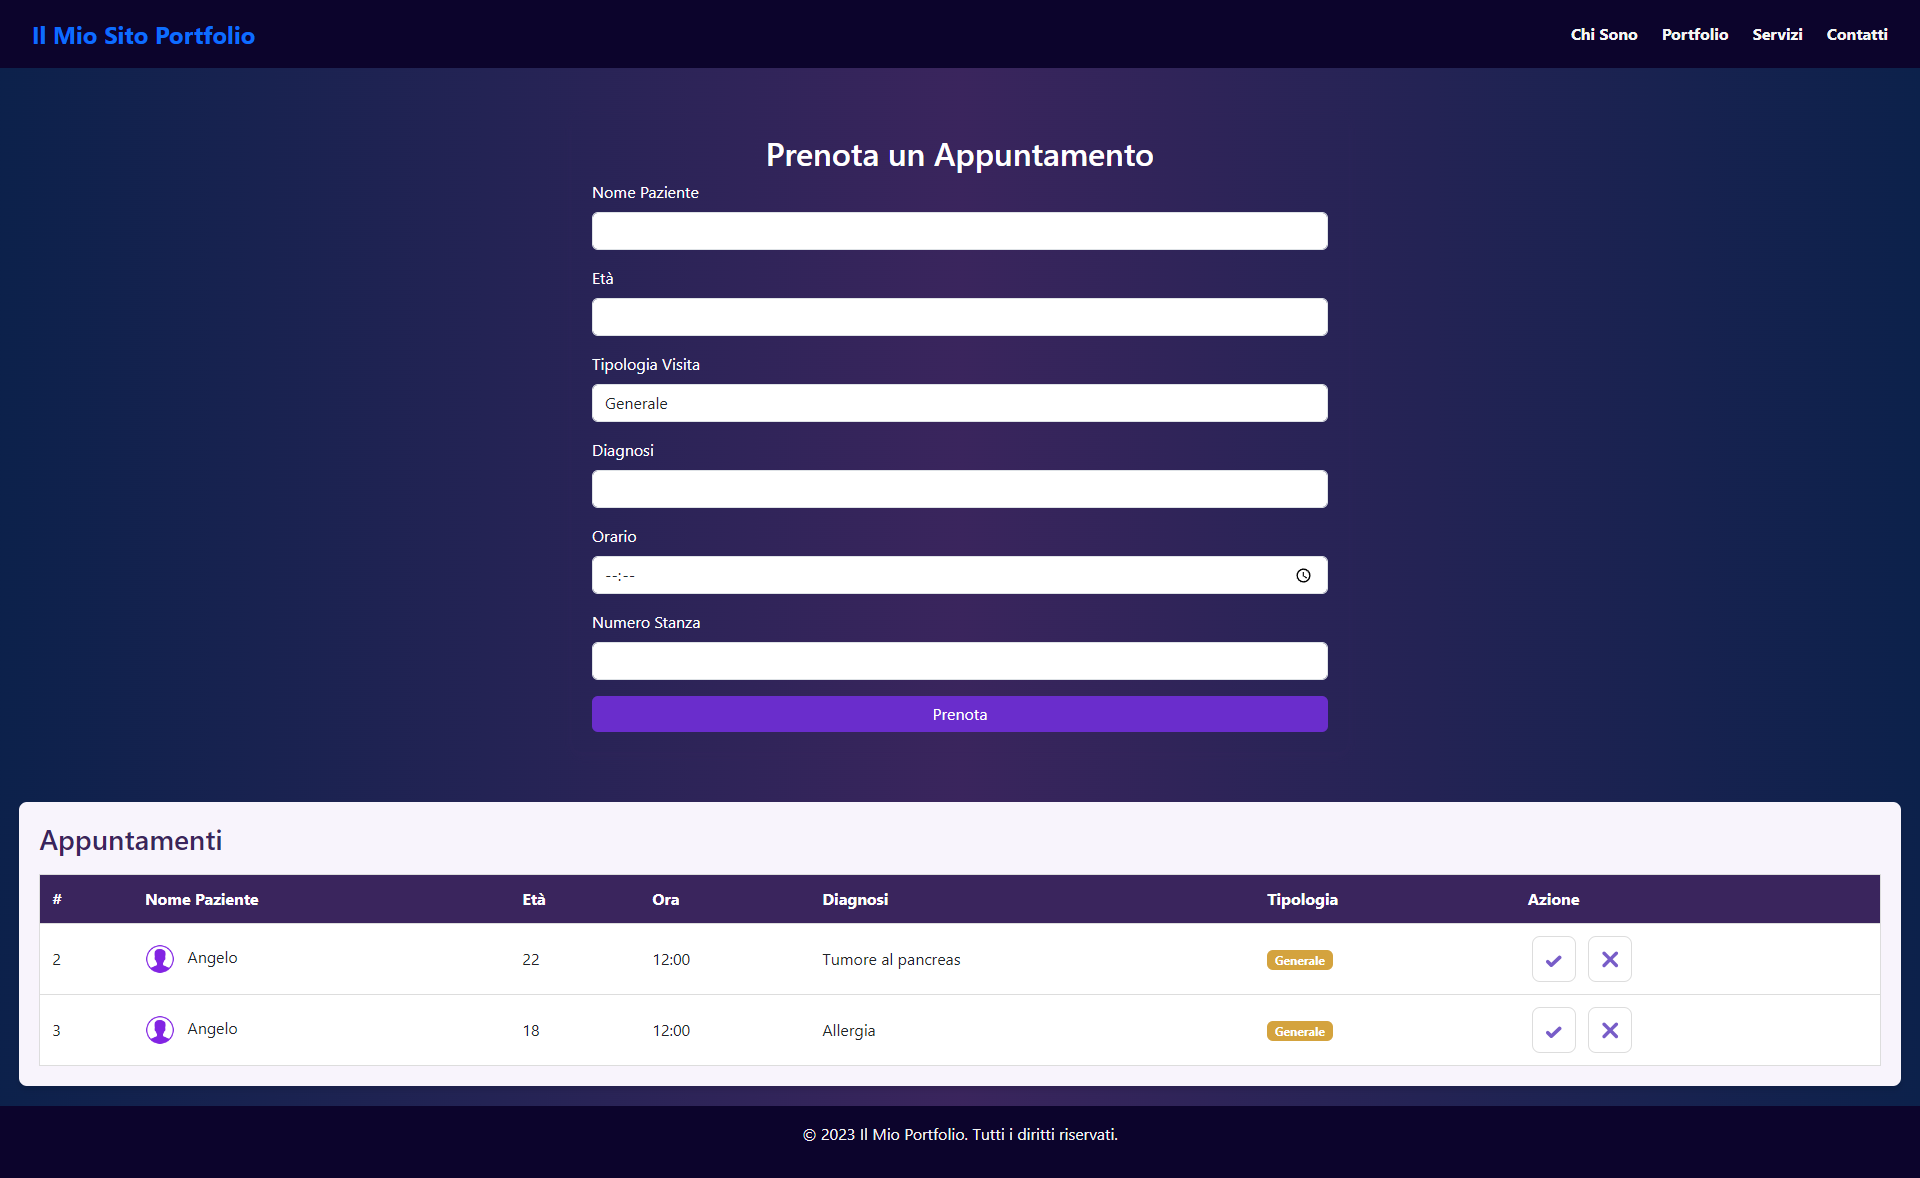 Il Mio Sito Portfolio
Chi Sono Portfolio Servizi Contatti
Prenota un Appuntamento
Nome Paziente
Età
Tipologia Visita
Generale
Diagnosi
Orario
--:--
Numero Stanza
Prenota
Appuntamenti
# Nome Paziente Età Ora Diagnosi Tipologia Azione
2 Angelo 22 12:00 Tumore al pancreas Generale
3 Angelo 18 12:00 Allergia Generale
© 2023 Il Mio Portfolio. Tutti i diritti riservati.